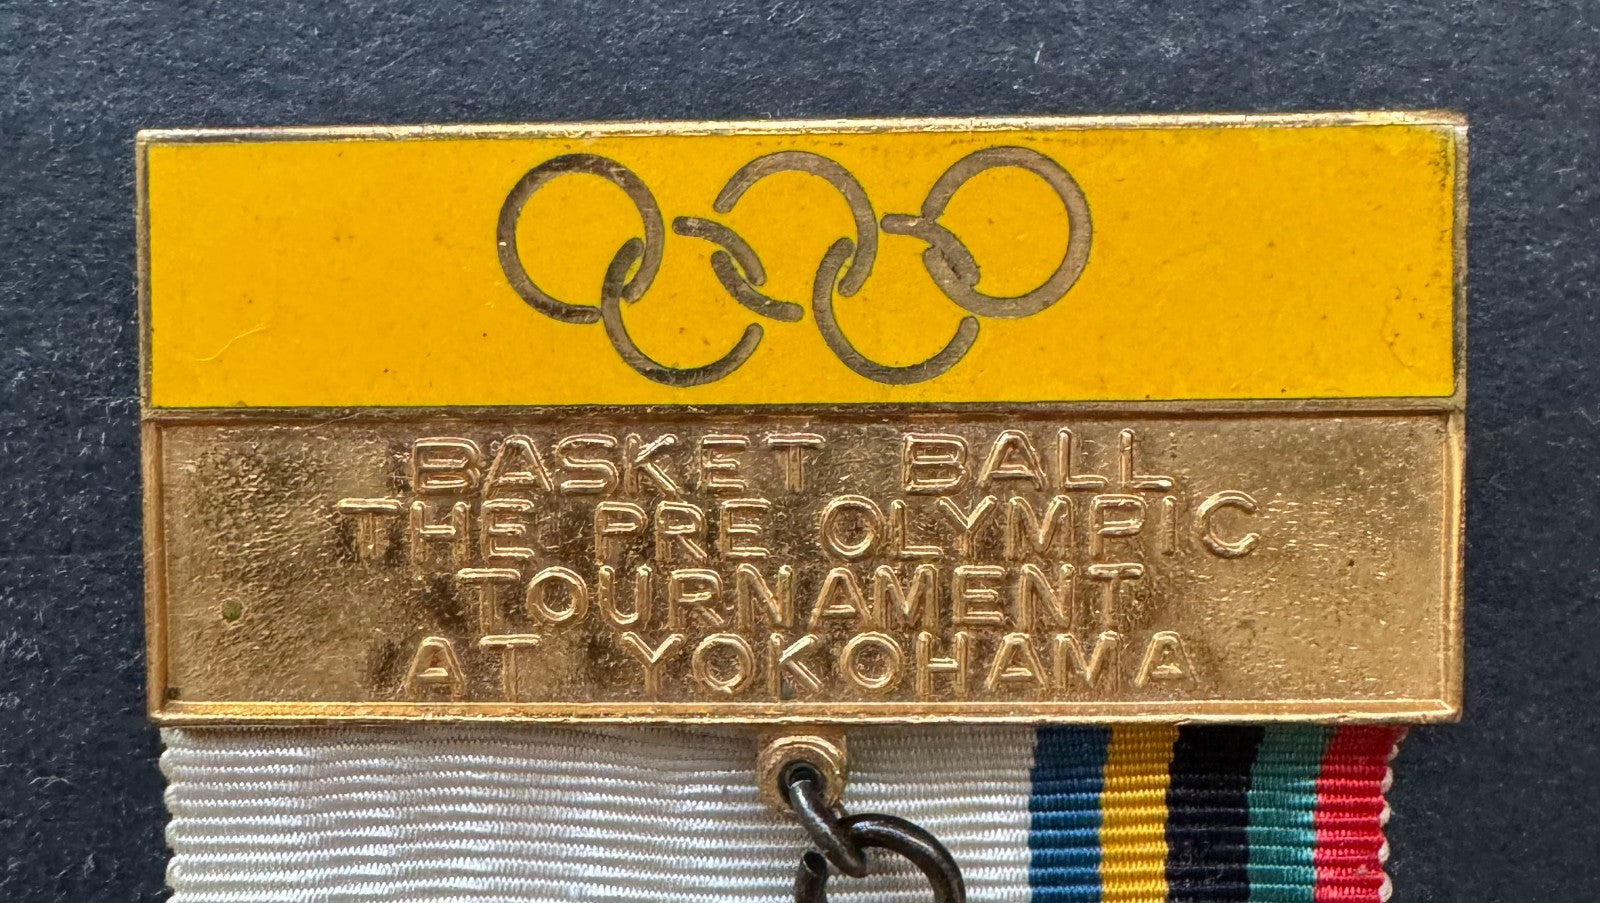 BASKET BALL
THE PRE OLYMPIC
TOURNAMENT
AT YOKOHAMA